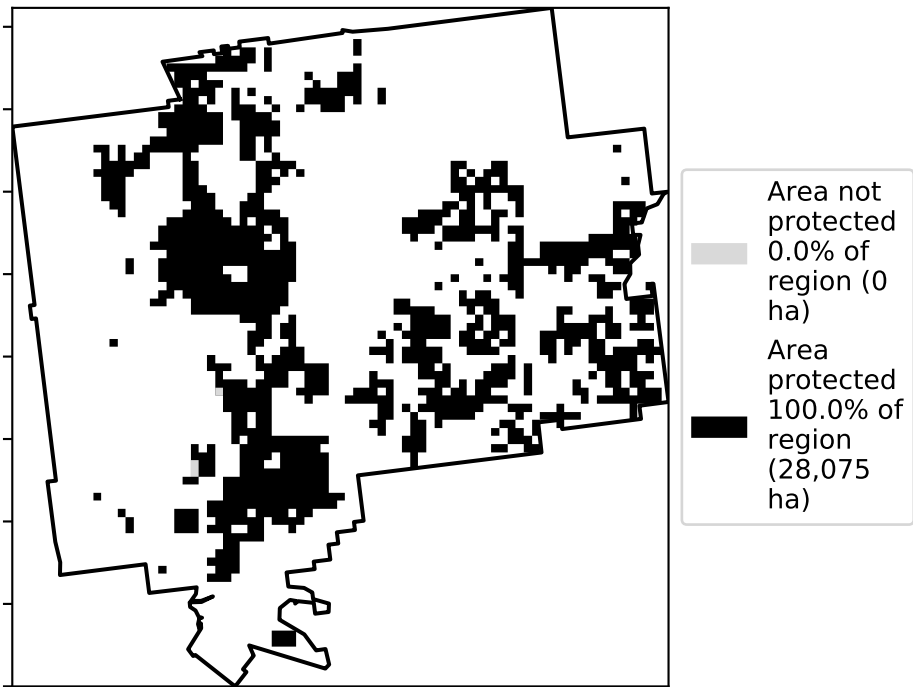 Area not
protected
0.0% of
region (0
ha)
Area
protected
100.0% of
region
(28,075
ha)